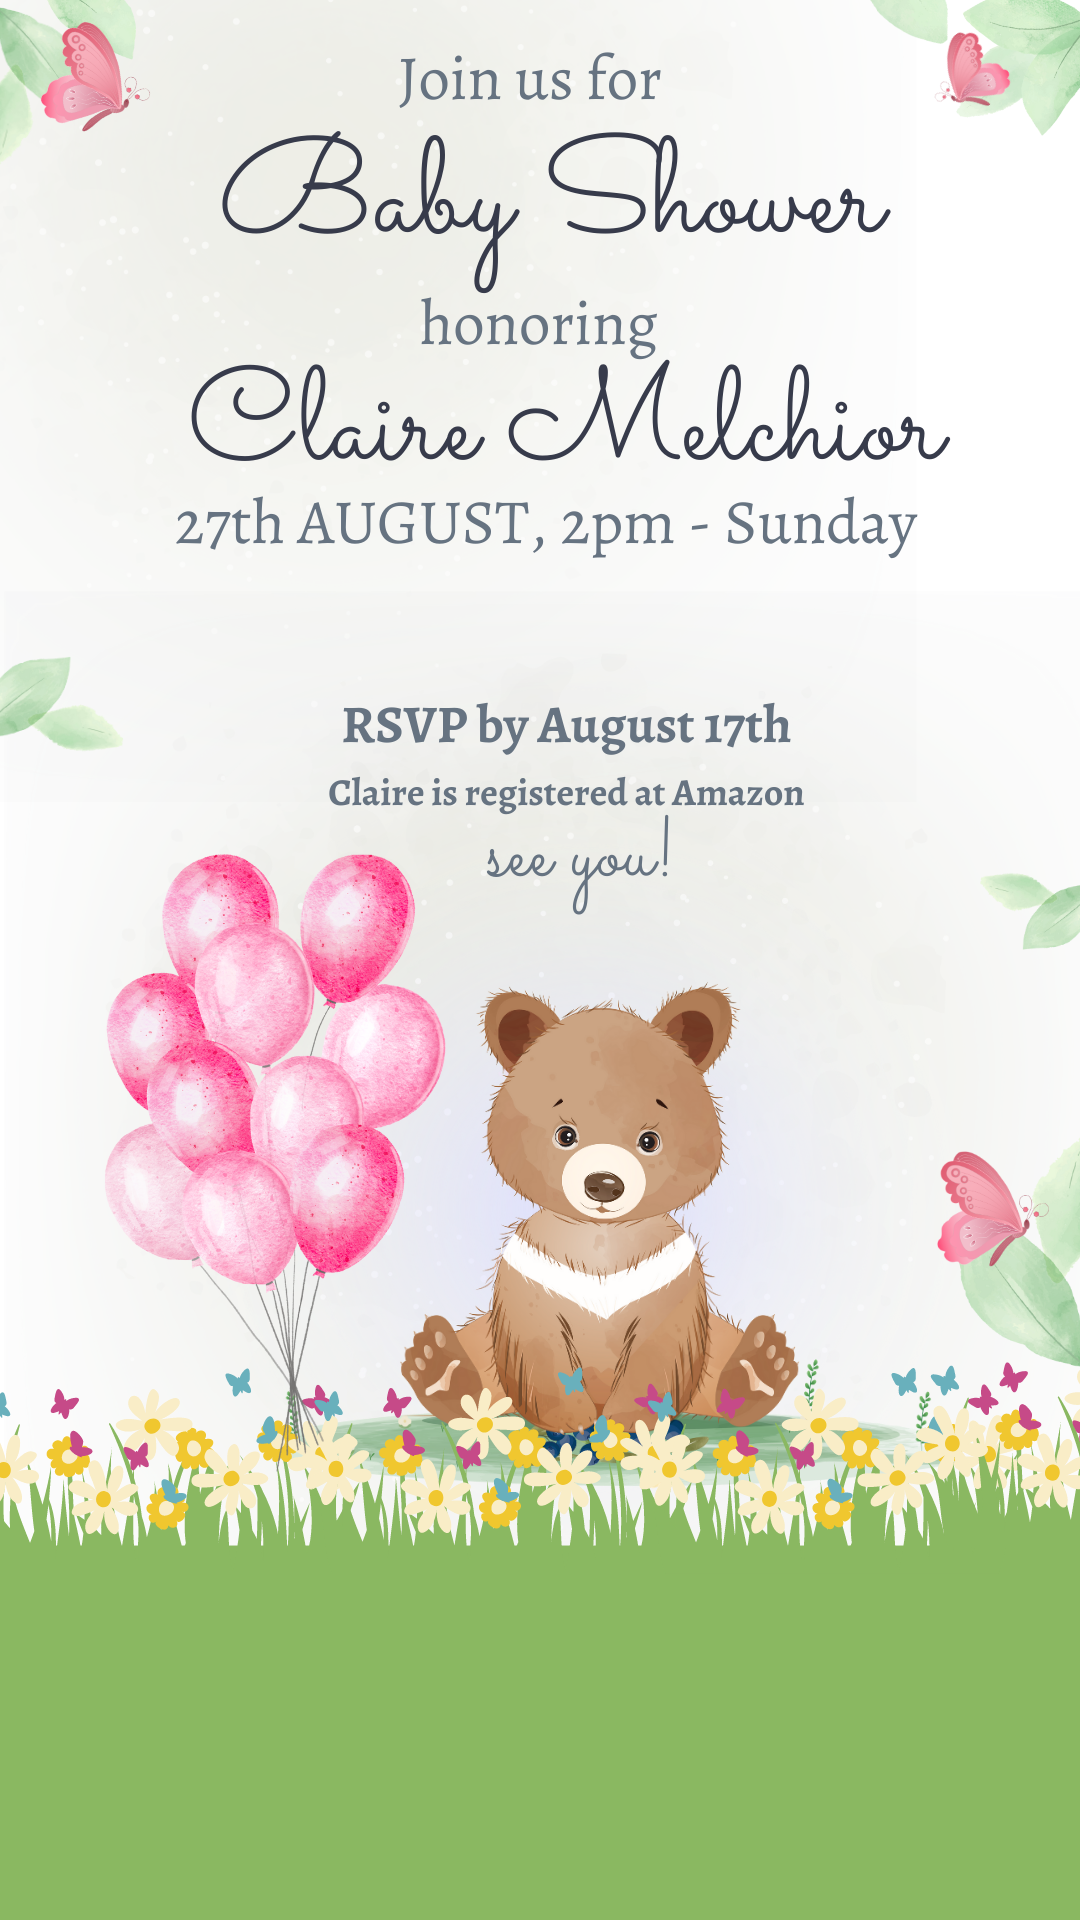 Join us for
Baby Shower
honoring
Claire Melchior
27th AUGUST, 2pm - Sunday
RSVP by August 17th
Claire is registered at Amazon
see you!